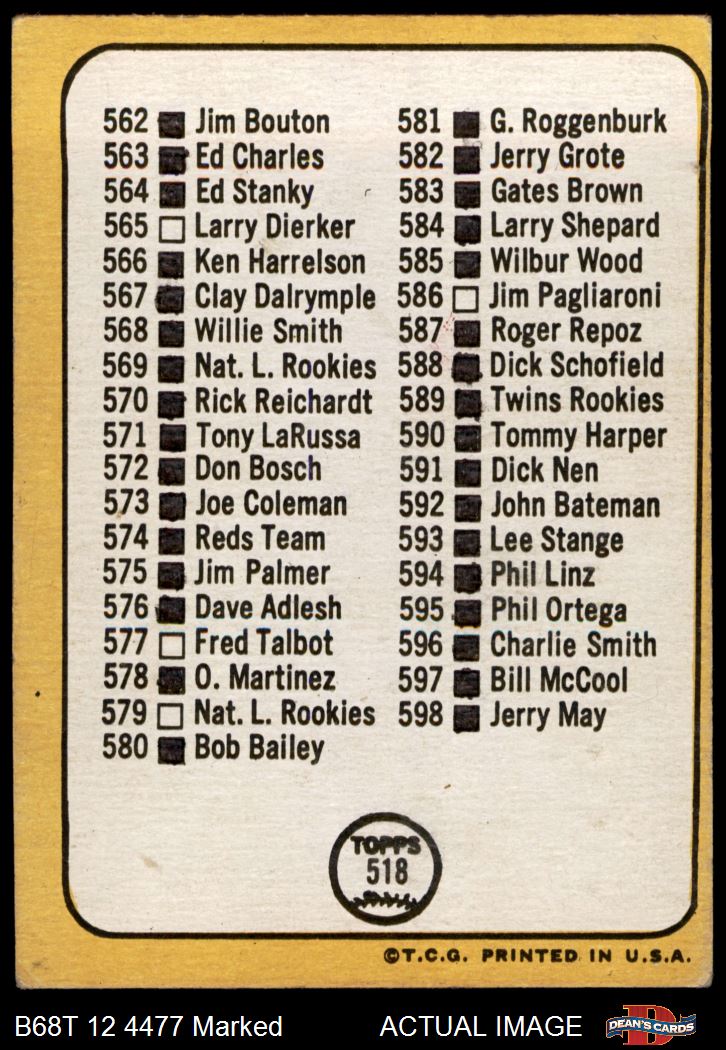 562 Jim Bouton
563 Ed Charles
564 Ed Stanky
565 Larry Dierker
566 Ken Harrelson
567 Clay Dalrymple
568 Willie Smith
569 Nat. L. Rookies
570 Rick Reichardt
571 Tony LaRussa
572 Don Bosch
573 Joe Coleman
574 Reds Team
575 Jim Palmer
576 Dave Adlesh
577 Fred Talbot
578 O. Martinez
579 Nat. L. Rookies
580 Bob Bailey
581 G. Roggenburk
582 Jerry Grote
583 Gates Brown
584 Larry Shepard
585 Wilbur Wood
586 Jim Pagliaroni
587 Roger Repoz
588 Dick Schofield
589 Twins Rookies
590 Tommy Harper
591 Dick Nen
592 John Bateman
593 Lee Stange
594 Phil Linz
595 Phil Ortega
596 Charlie Smith
597 Bill McCool
598 Jerry May
TOPPS
518
©T.C.G. PRINTED IN U.S.A.
B68T 12 4477 Marked
ACTUAL IMAGE
D
DEAN'S CARDS